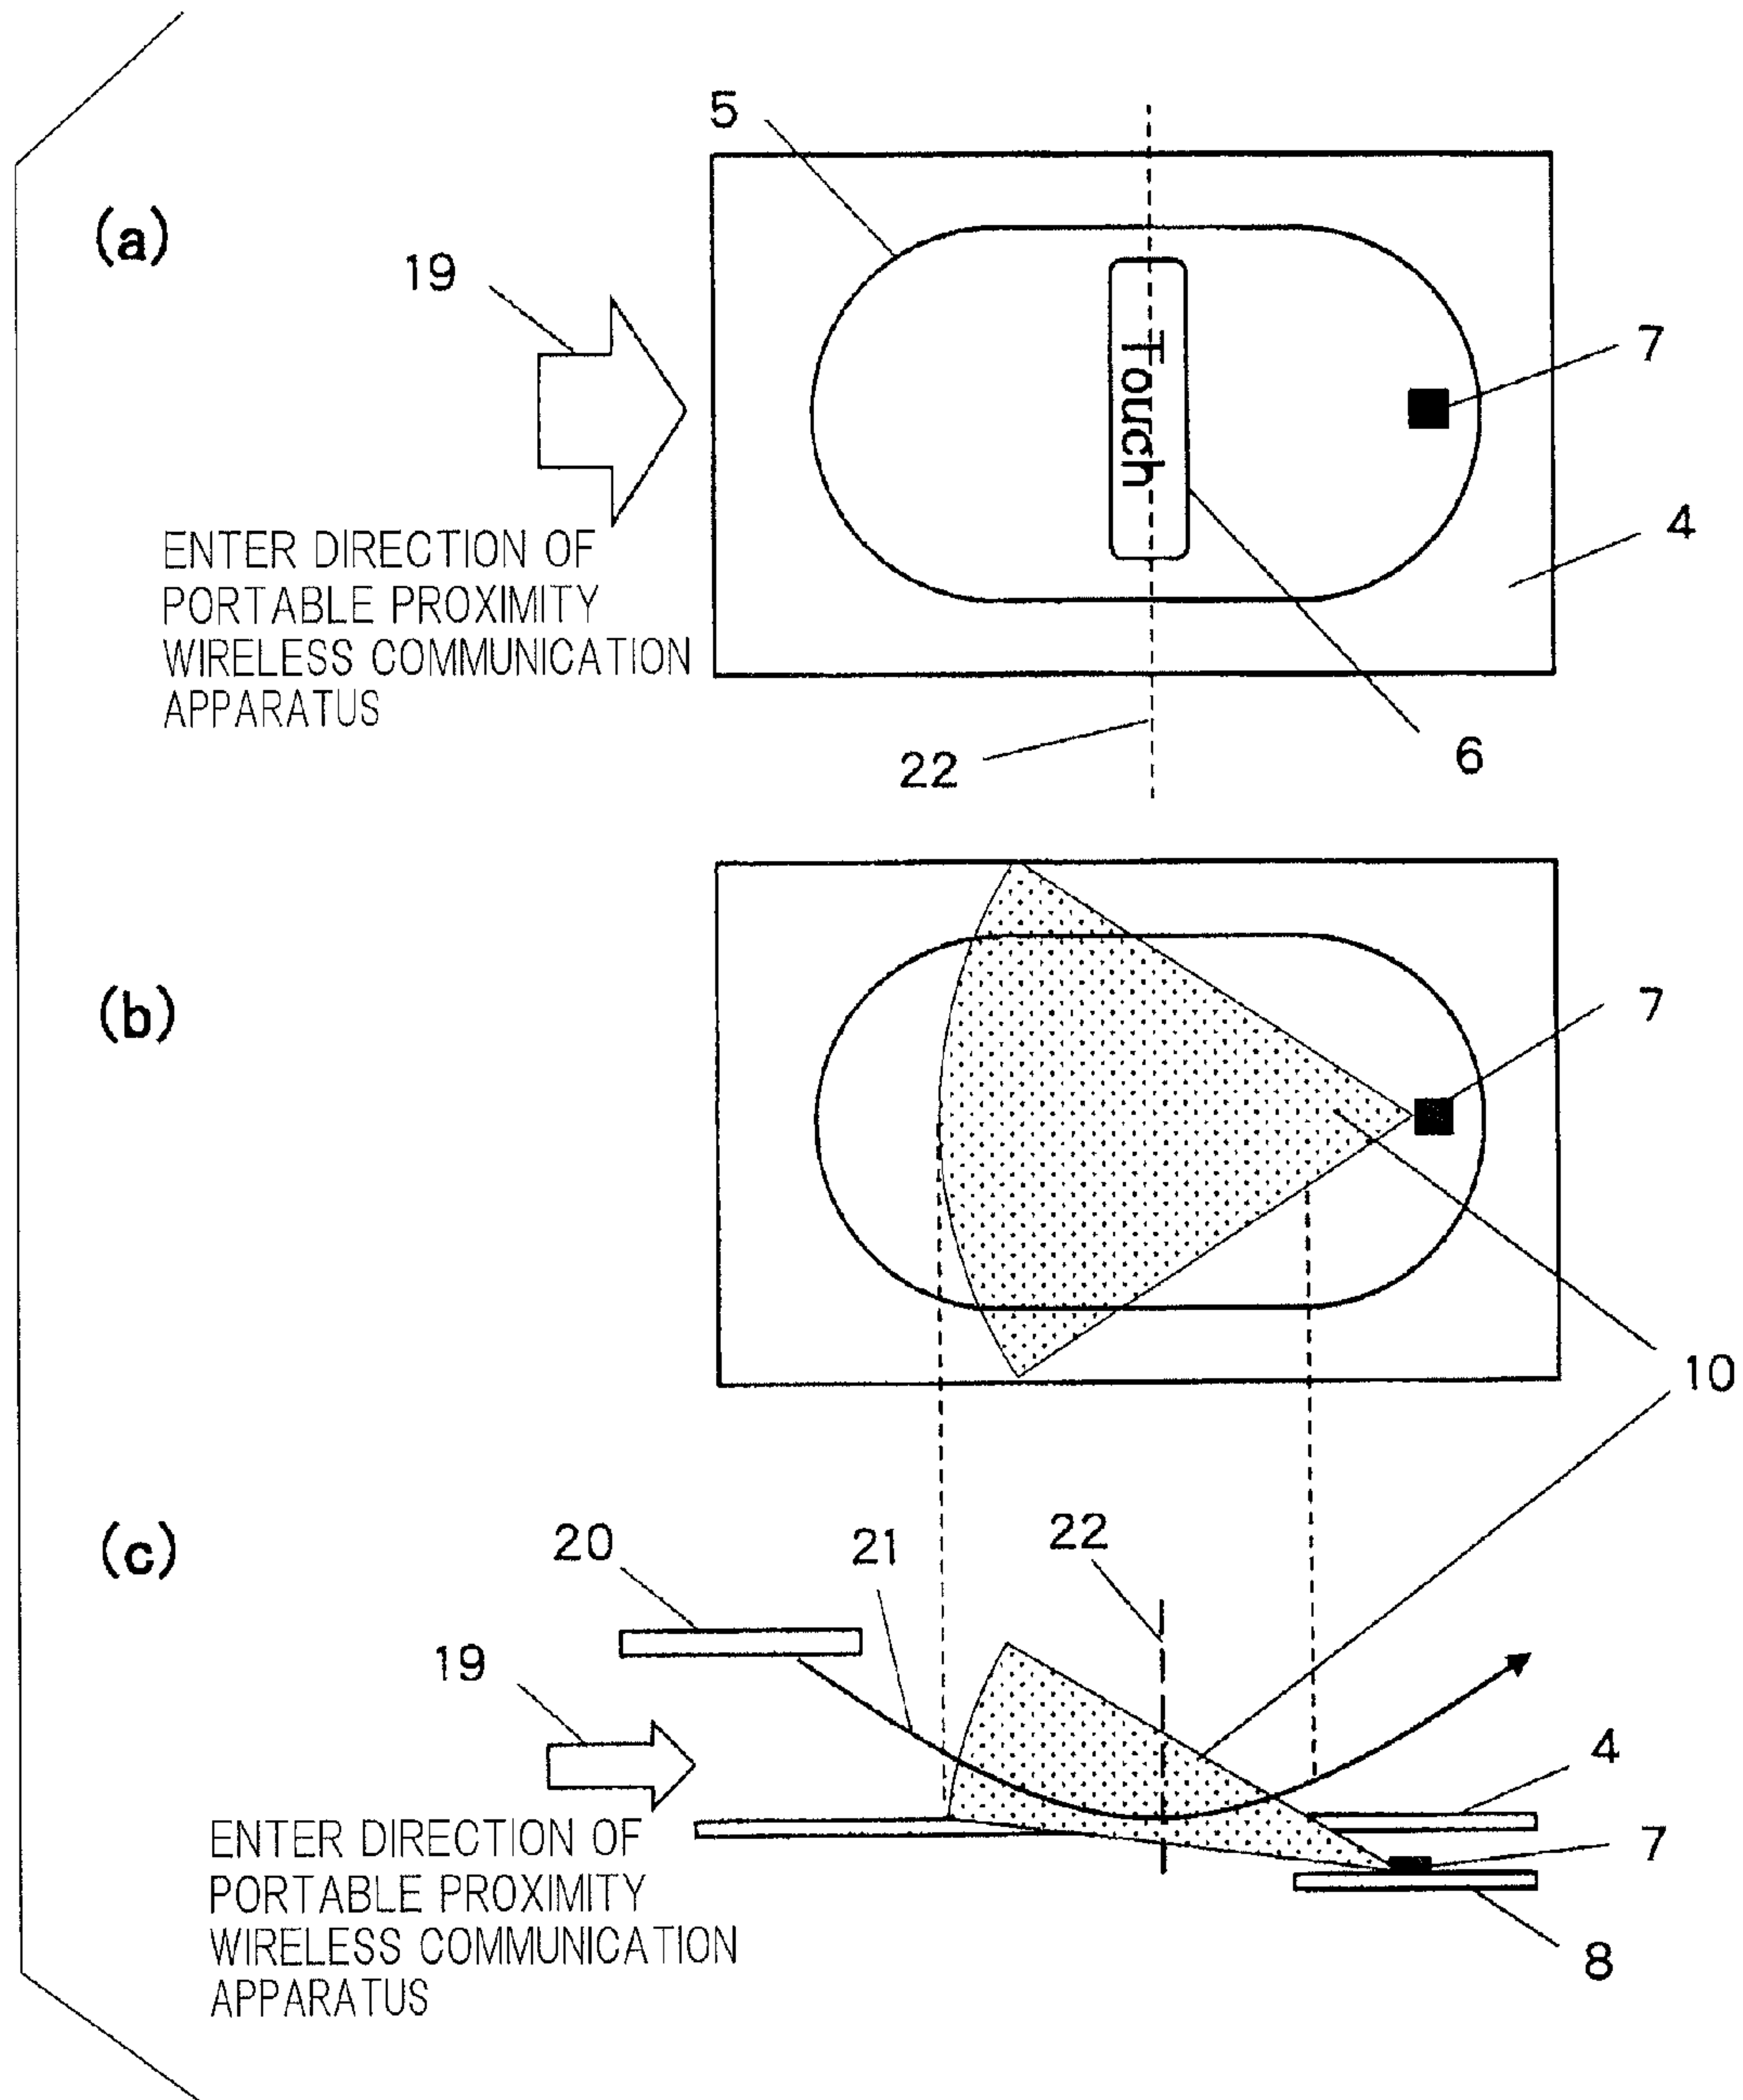 5
(a)
19
Touch
7
4
ENTER DIRECTION OF
PORTABLE PROXIMITY
WIRELESS COMMUNICATION
APPARATUS
22
6
(b)
7
10
(c)
20
21
22
19
4
7
ENTER DIRECTION OF
PORTABLE PROXIMITY
WIRELESS COMMUNICATION
APPARATUS
8